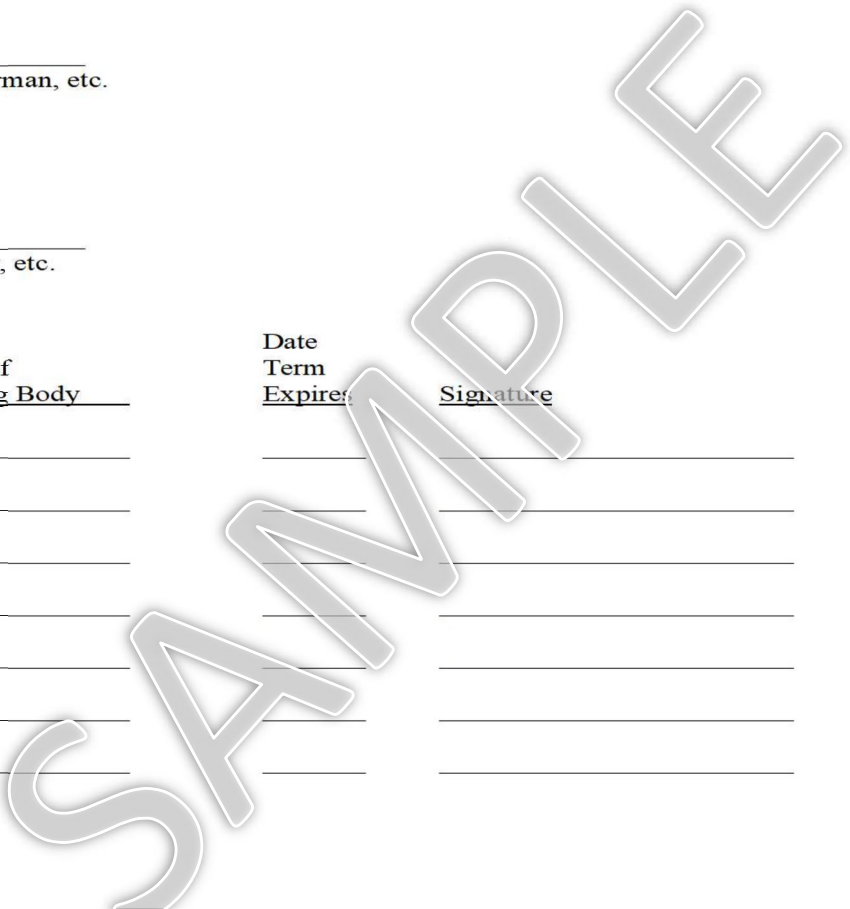 rman, etc.
, etc.
Date
f Term
g Body Expires Signature
SAMPLE